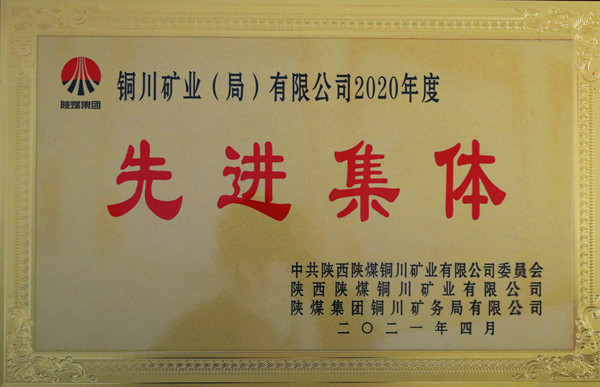 陕煤集团
铜川矿业（局）有限公司2020年度
先进集体
中共陕西陕煤铜川矿业有限公司委员会
陕西陕煤铜川矿业有限公司
陕煤集团铜川矿务局有限公司
二〇二一年四月